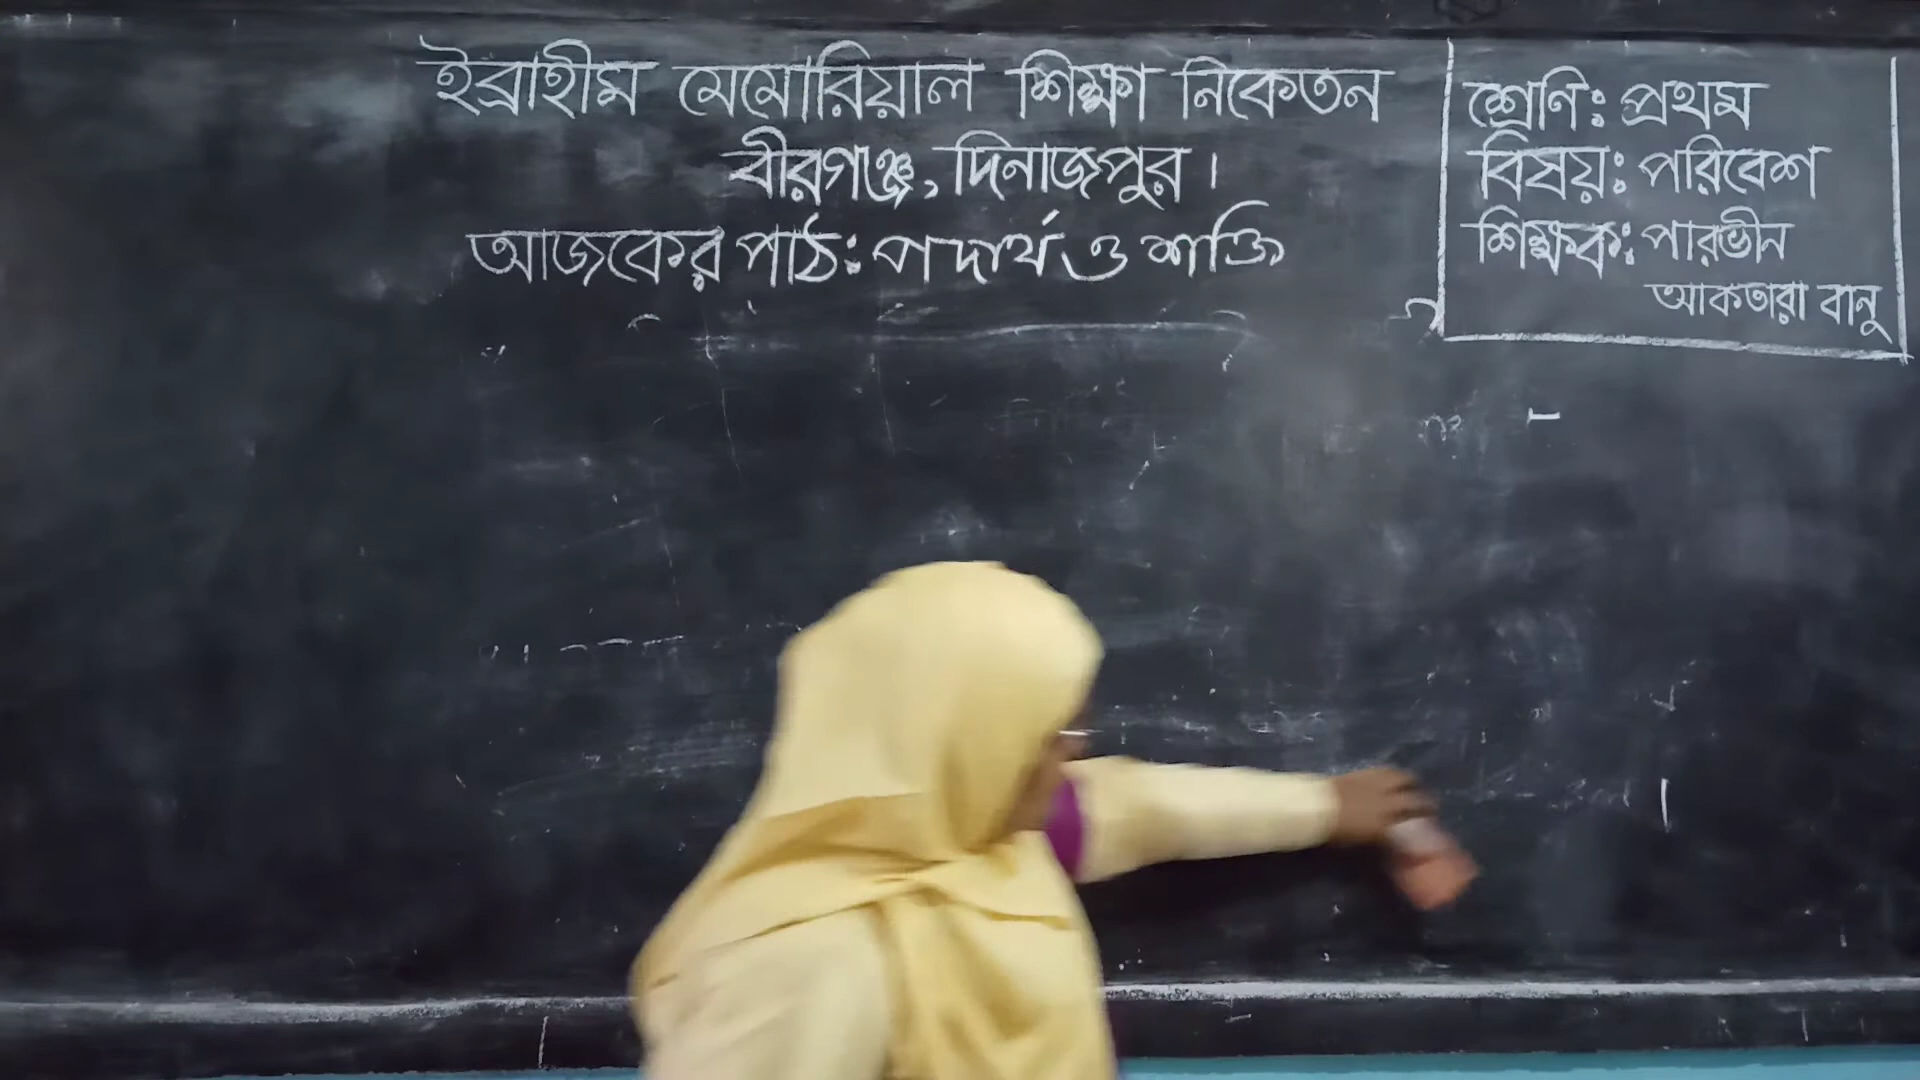 ইব্রাহীম মেমোরিয়াল শিক্ষা নিকেতন
বীরগঞ্জ, দিনাজপুর।
আজকের পাঠ: পদার্থ ও শক্তি
শ্রেণি: প্রথম
বিষয়: পরিবেশ
শিক্ষক: পারভীন
আকতারা বানু